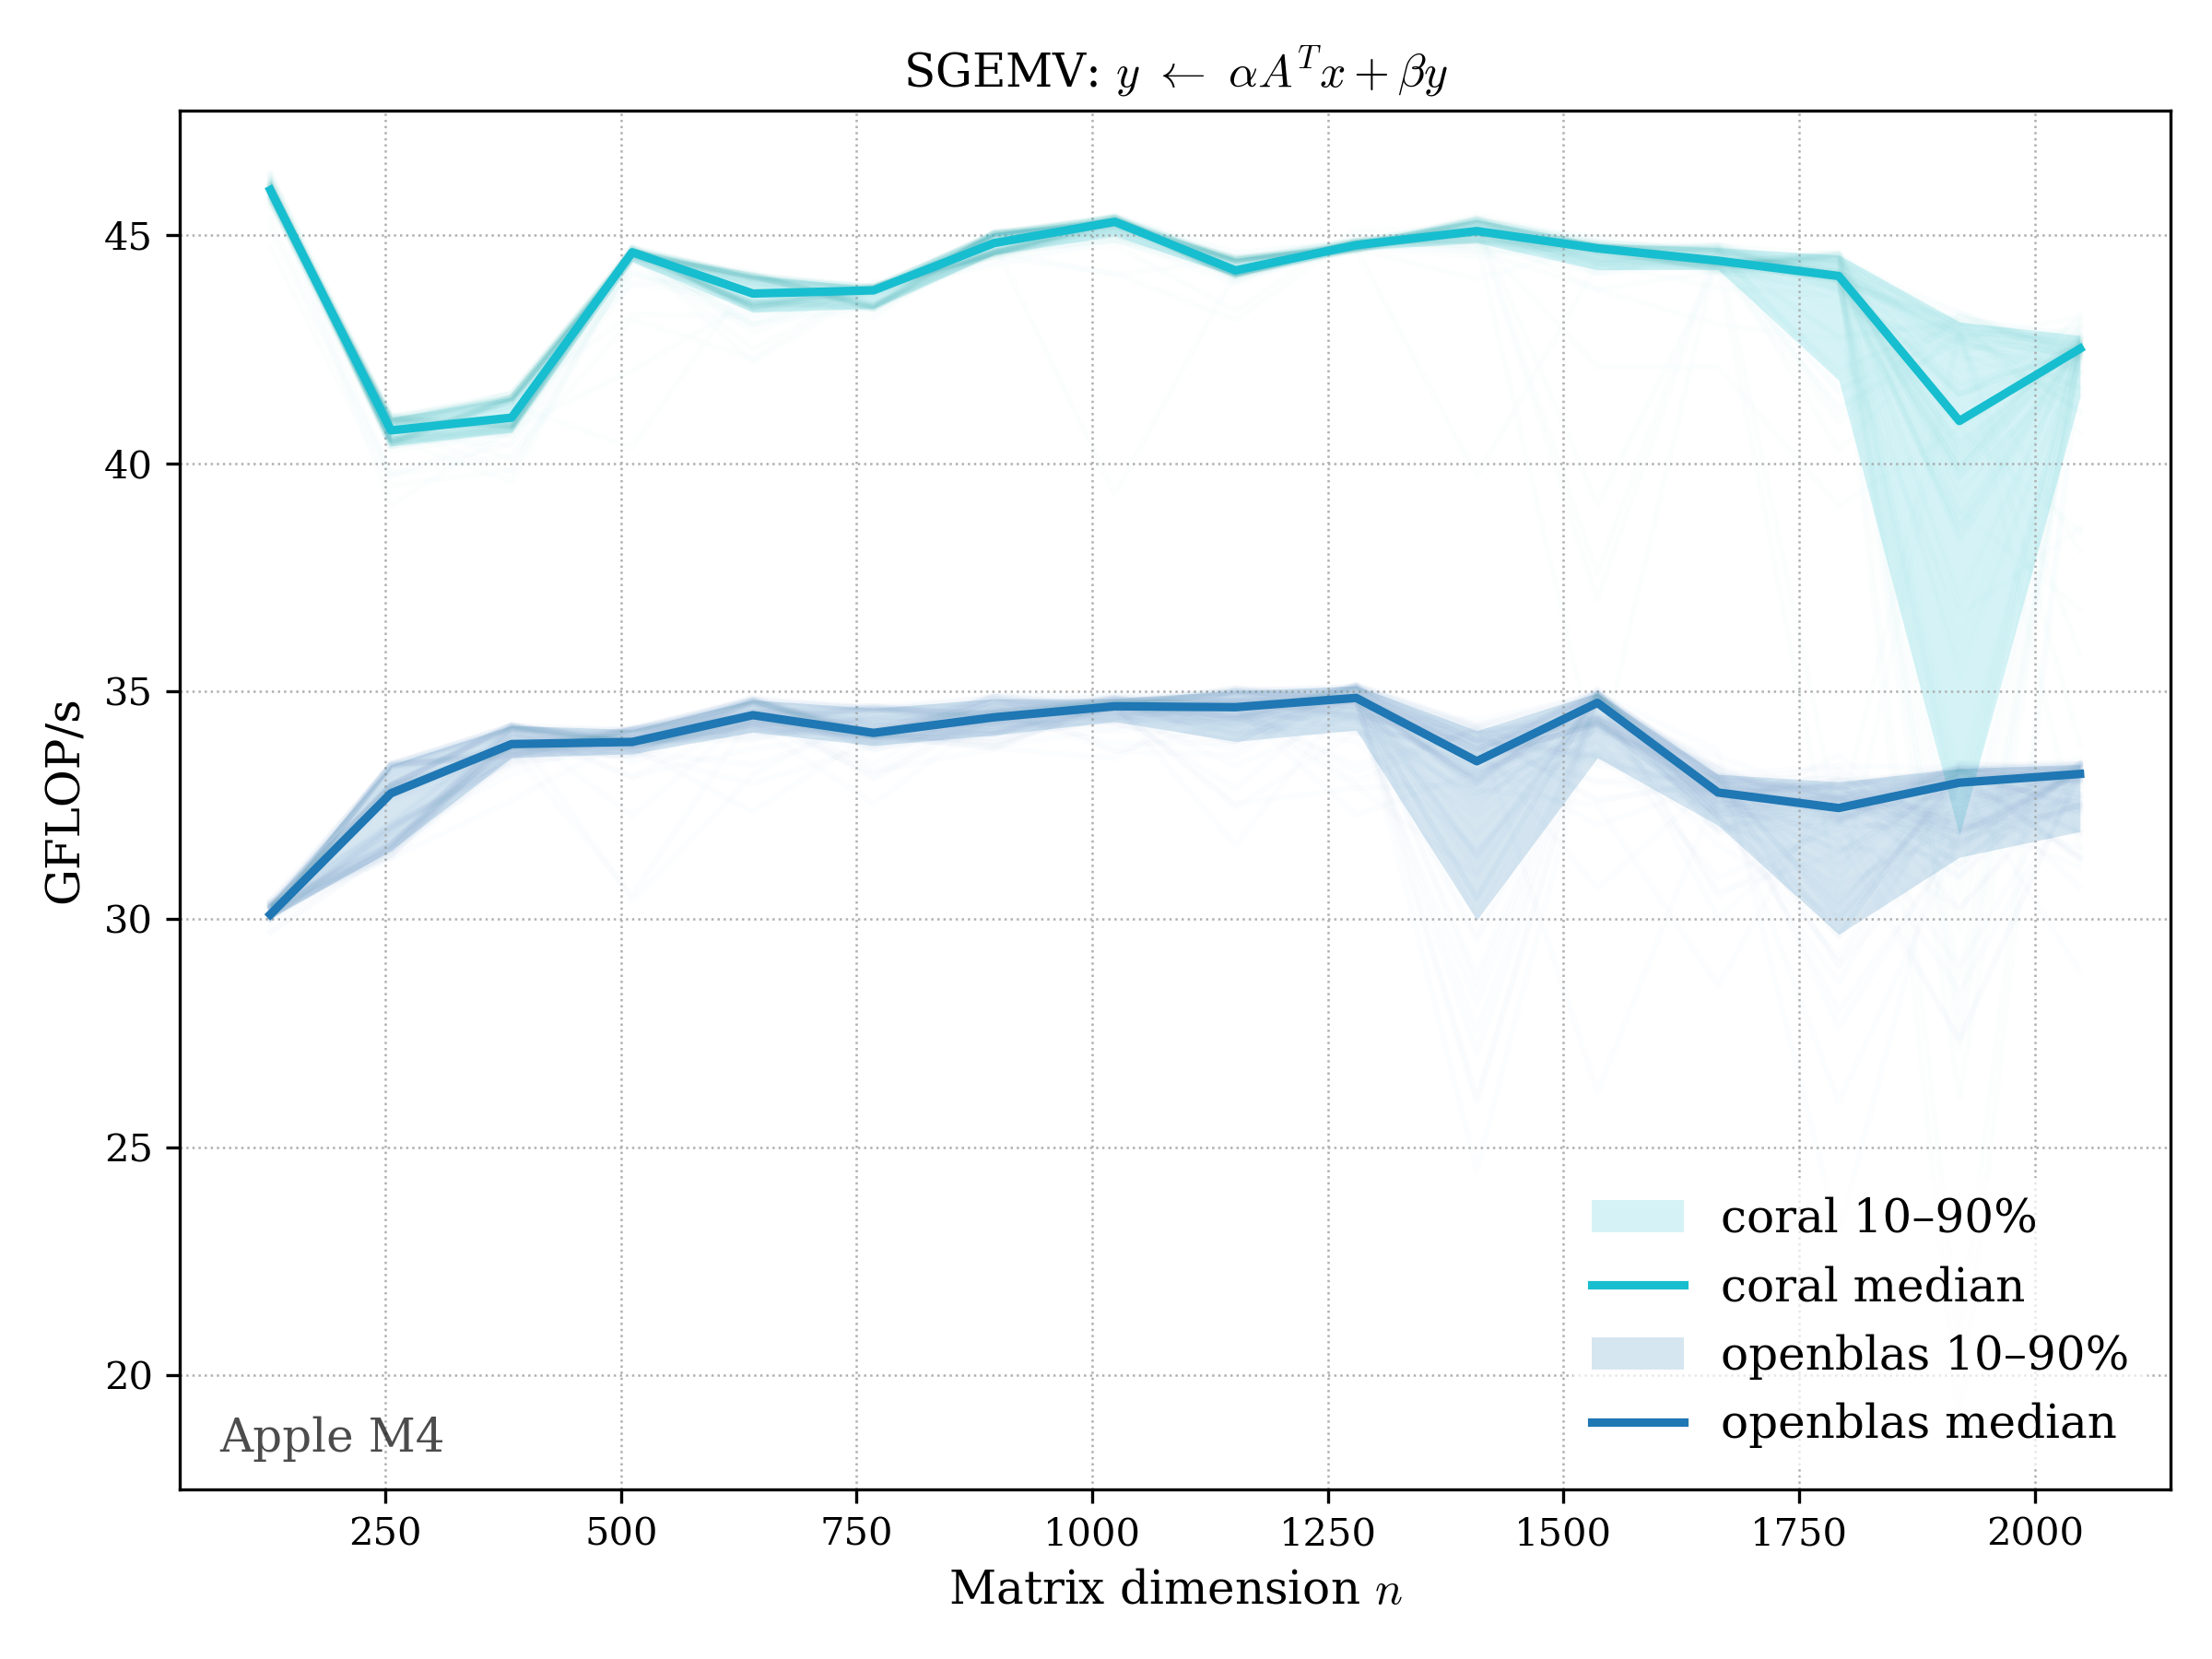 SGEMV: y ← αAᵀx + βy
GFLOP/s
45
40
35
30
25
20
250 500 750 1000 1250 1500 1750 2000
Matrix dimension n
Apple M4
coral 10–90%
coral median
openblas 10–90%
openblas median